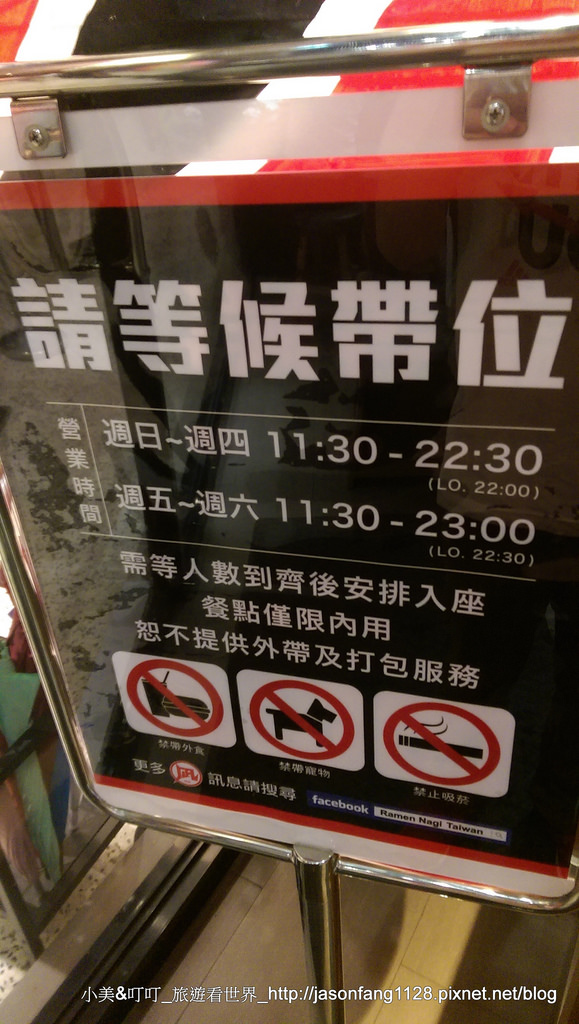 請等候帶位
營業時間
週日~週四 11:30 - 22:30
(LO. 22:00)
週五~週六 11:30 - 23:00
(LO. 22:30)
需等人數到齊後安排入座
餐點僅限內用
恕不提供外帶及打包服務
禁帶外食
禁帶寵物
禁止吸菸
更多 凪 訊息請搜尋 facebook Ramen Nagi Taiwan
小美&叮叮_旅遊看世界_http://jasonfang1128.pixnet.net/blog